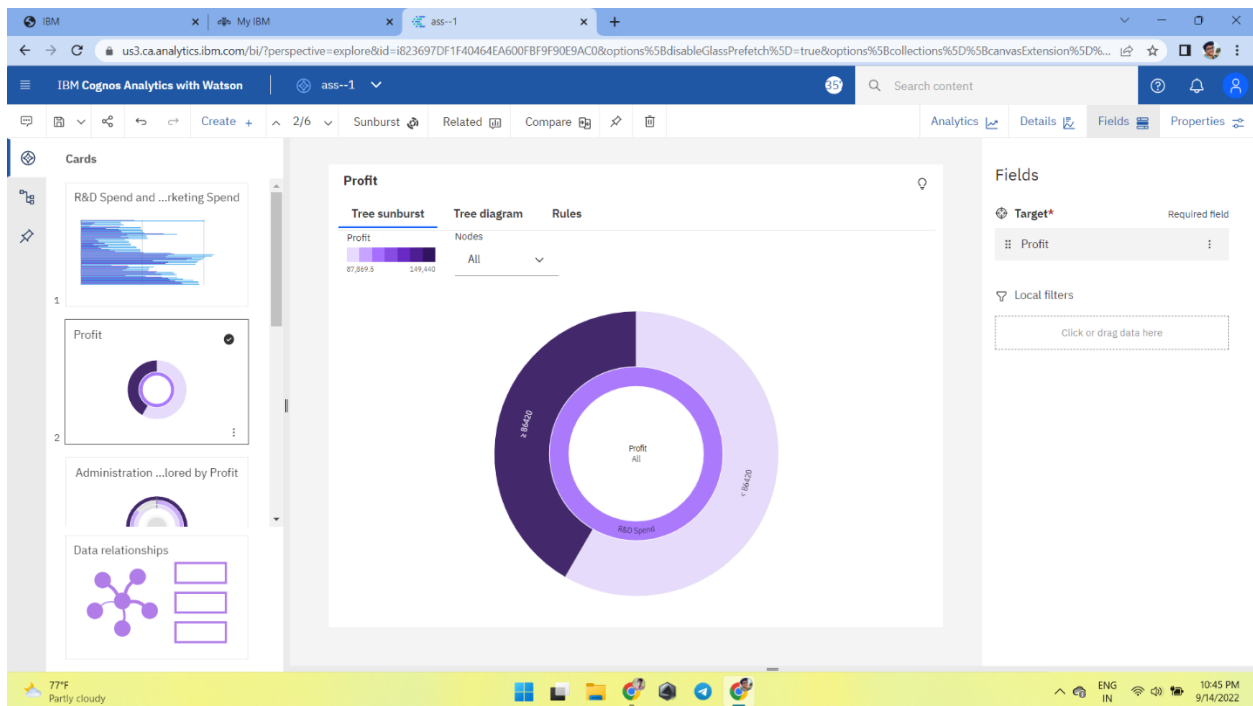 IBM
My IBM
ass--1
us3.ca.analytics.ibm.com/bi/?perspective=explore&id=i823697DF1F40464EA600FBF9F90E9AC0&options%5BdisableGlassPrefetch%5D=true&options%5Bcollections%5D%5BcanvasExtension%5D%...
IBM Cognos Analytics with Watson
ass--1
Search content
Create +
2/6
Sunburst
Related
Compare
Analytics
Details
Fields
Properties
Cards
R&D Spend and ...rketing Spend
1
Profit
2
Administration ...lored by Profit
Data relationships
Profit
Tree sunburst
Tree diagram
Rules
Profit
87,869.5
149,440
Nodes
All
≥ 86420
< 86420
Profit
All
R&D Spend
Fields
Target*
Required field
Profit
Local filters
Click or drag data here
77°F
Partly cloudy
ENG
IN
10:45 PM
9/14/2022